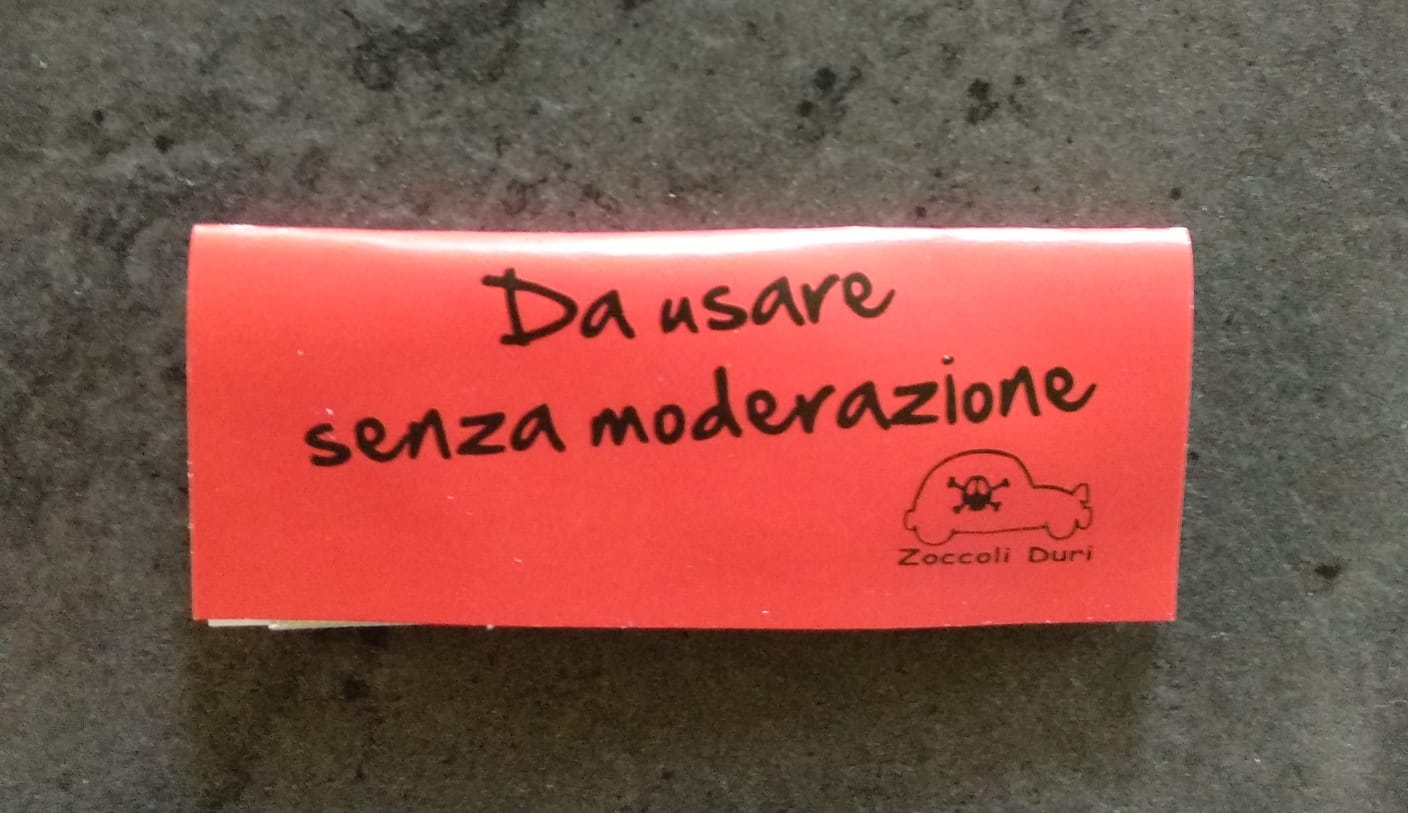 Da usare
senza moderazione
Zoccoli Duri